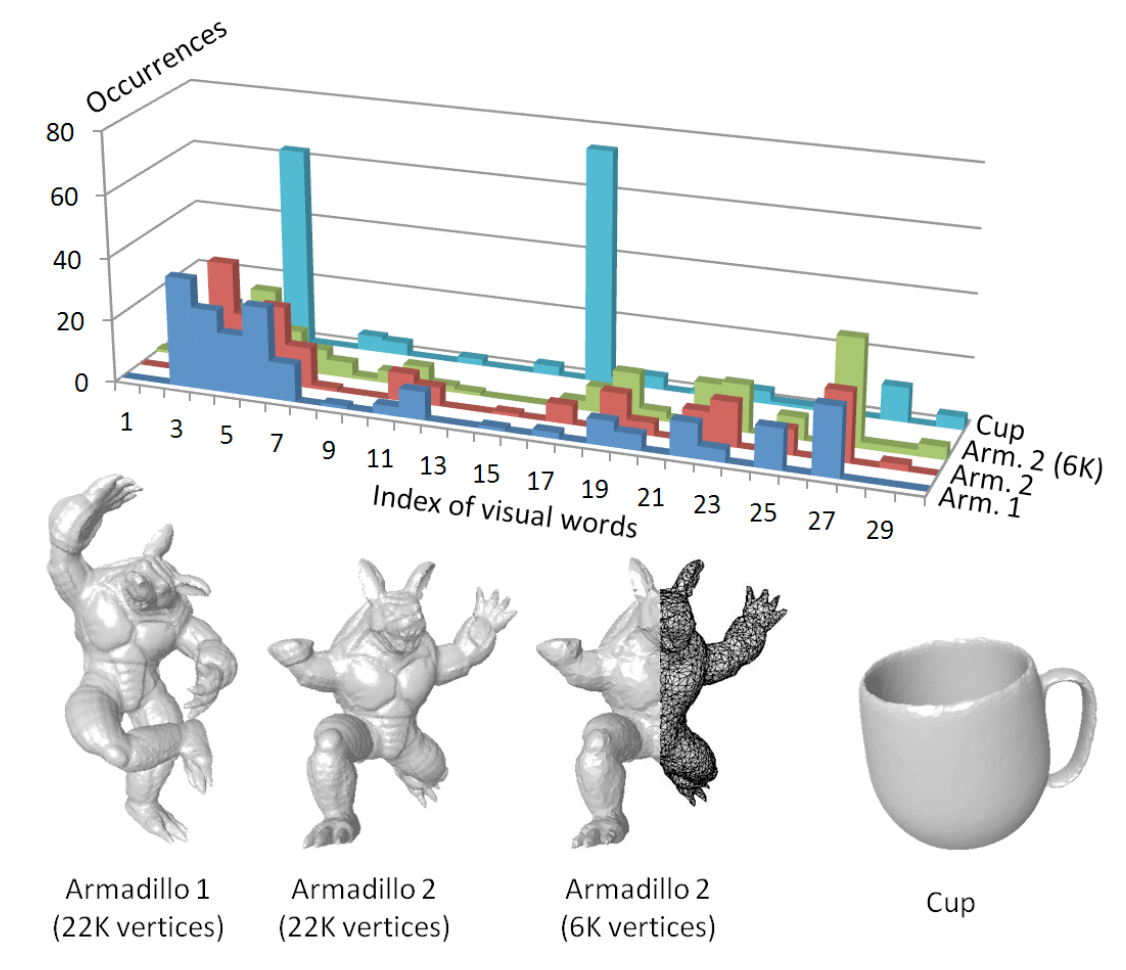 Occurrences
80
60
40
20
0
1 3 5 7 9 11 13 15 17 19 21 23 25 27 29
Index of visual words
Cup
Arm. 2 (6K)
Arm. 2
Arm. 1
Armadillo 1
(22K vertices)
Armadillo 2
(22K vertices)
Armadillo 2
(6K vertices)
Cup